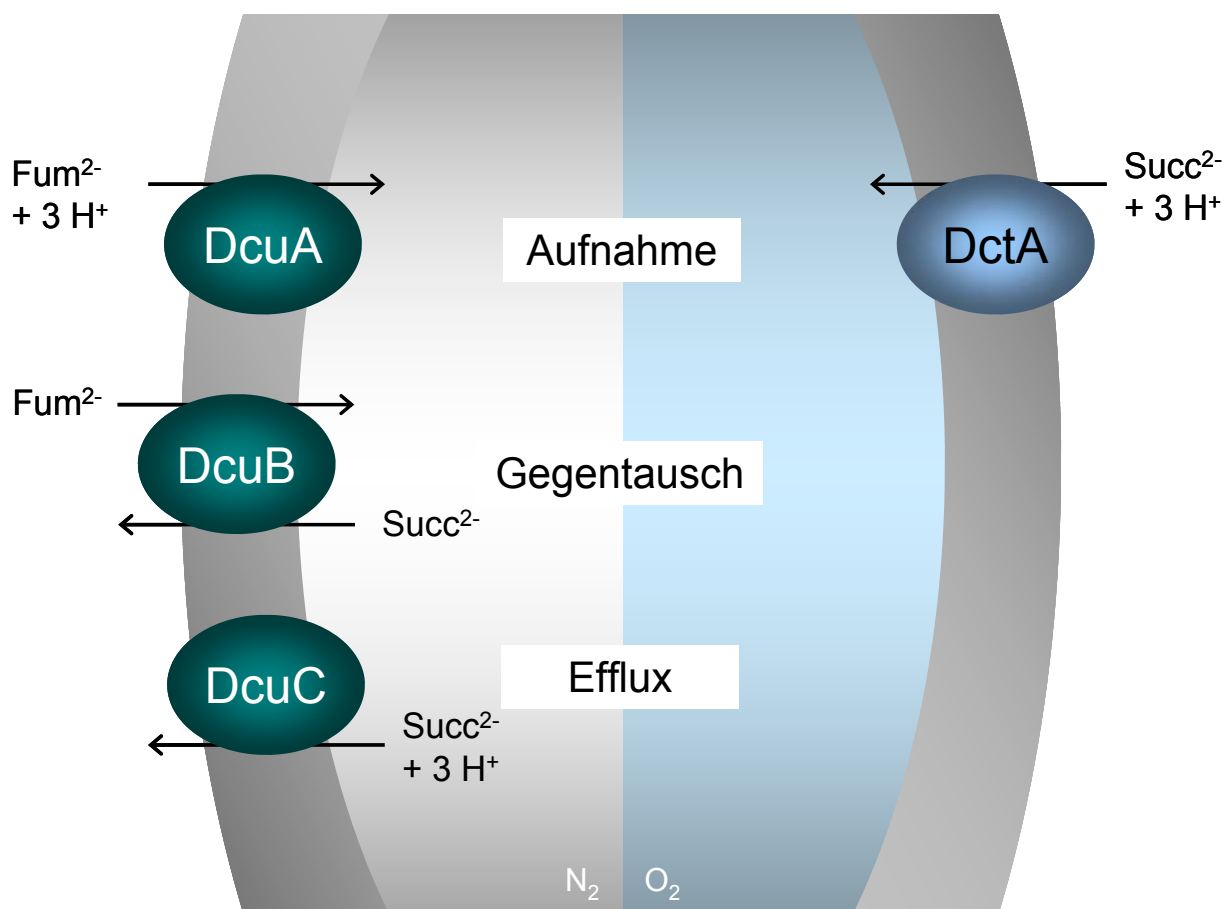 Fum²⁻
+ 3 H⁺
DcuA
Aufnahme
DctA
Succ²⁻
+ 3 H⁺
Fum²⁻
DcuB
Gegentausch
Succ²⁻
DcuC
Efflux
Succ²⁻
+ 3 H⁺
N₂
O₂